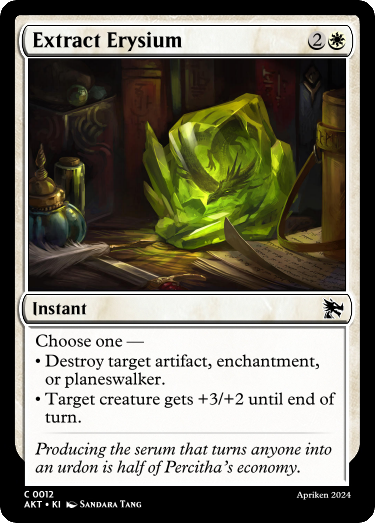 Extract Erysium 2
Instant
Choose one —
• Destroy target artifact, enchantment,
or planeswalker.
• Target creature gets +3/+2 until end of
turn.
Producing the serum that turns anyone into
an urdon is half of Percitha's economy.
C 0012
Apriken 2024
AKT • KI Sandara Tang